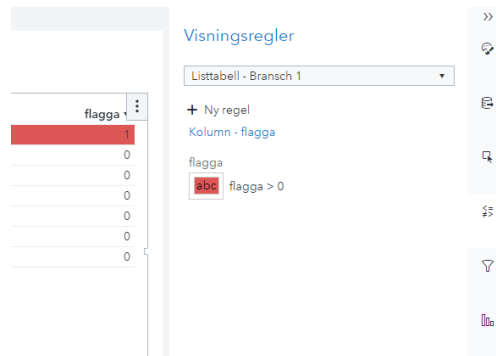 Visningsregler
Listtabell - Bransch 1
+ Ny regel
Kolumn - flagga
flagga
abc flagga > 0
flagga
1
0
0
0
0
0
0